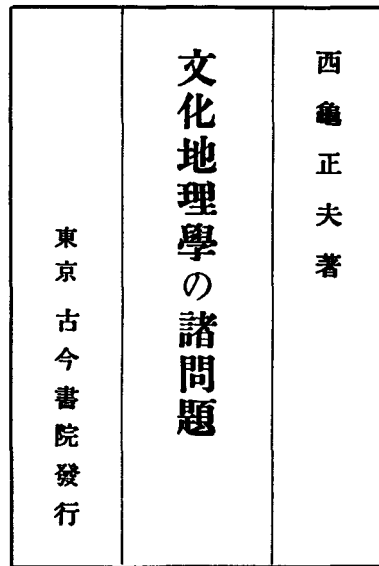 西龜正夫著
文化地理學の諸問題
東京 古今書院發行